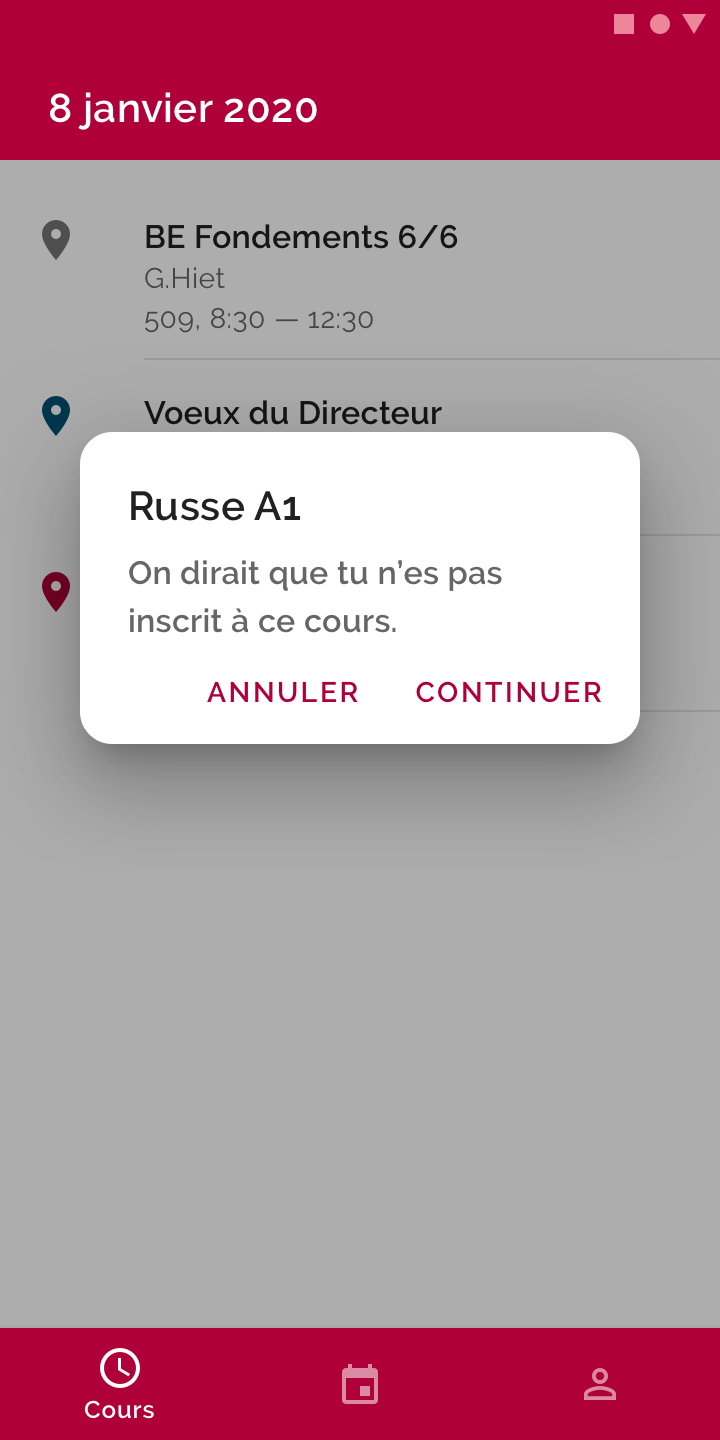 8 janvier 2020
BE Fondements 6/6
G.Hiet
509, 8:30 — 12:30
Voeux du Directeur
Russe A1
On dirait que tu n’es pas
inscrit à ce cours.
ANNULER CONTINUER
Cours